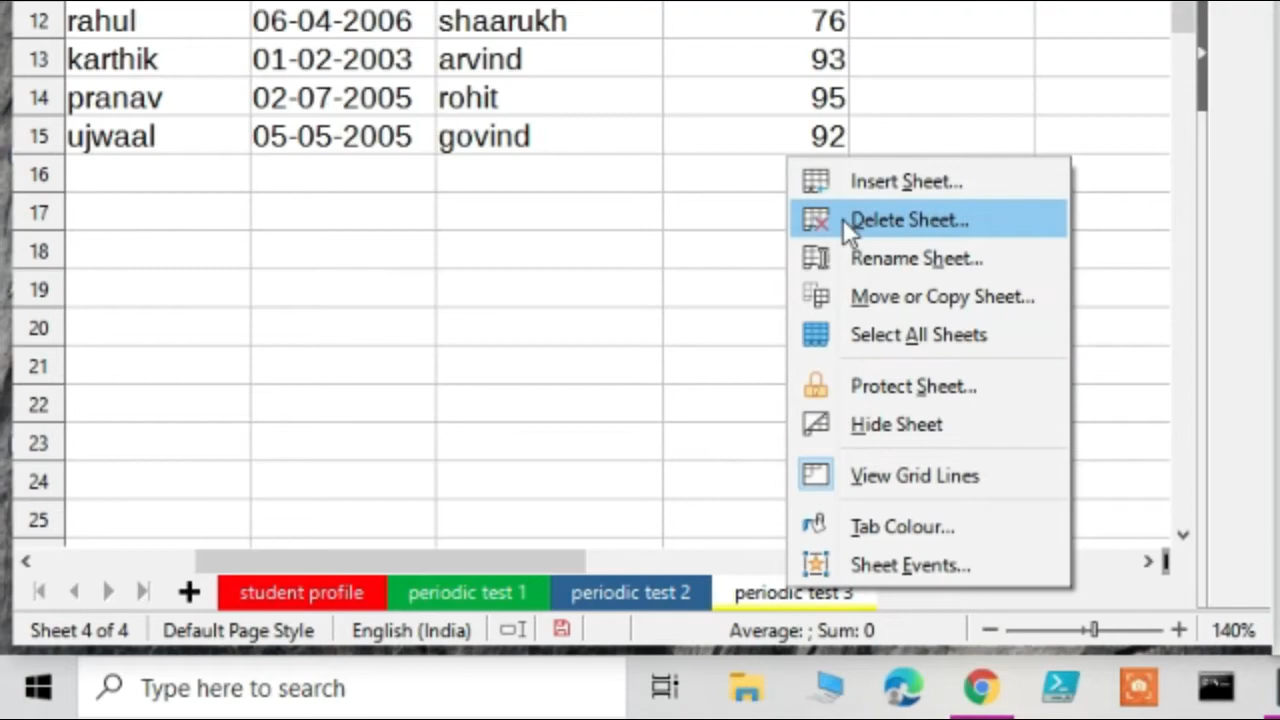 12 rahul 06-04-2006 shaarukh 76
13 karthik 01-02-2003 arvind 93
14 pranav 02-07-2005 rohit 95
15 ujwaal 05-05-2005 govind 92
16
17
18
19
20
21
22
23
24
25
Insert Sheet...
Delete Sheet...
Rename Sheet...
Move or Copy Sheet...
Select All Sheets
Protect Sheet...
Hide Sheet
View Grid Lines
Tab Colour...
Sheet Events...
student profile periodic test 1 periodic test 2 periodic test 3
Sheet 4 of 4 Default Page Style English (India) Average: ; Sum: 0 140%
Type here to search